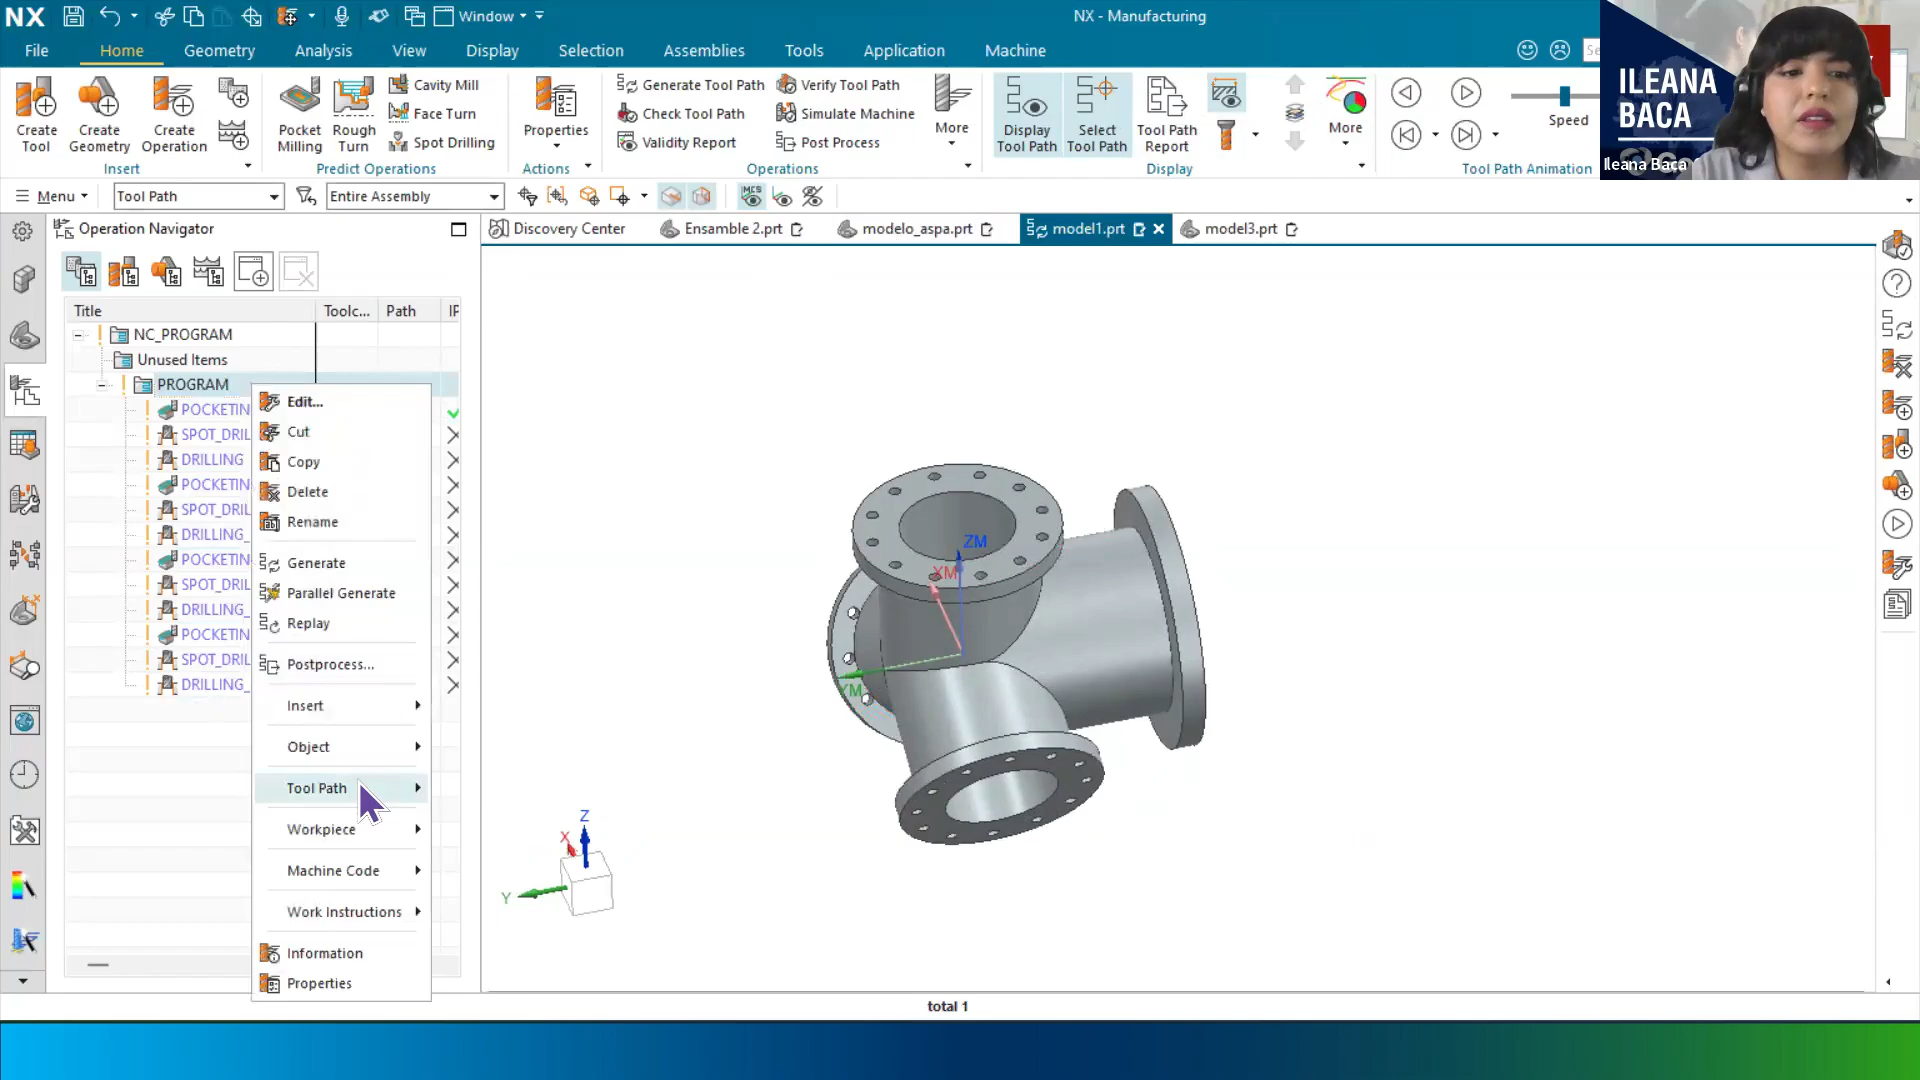 NX
Window
NX - Manufacturing
File
Home
Geometry
Analysis
View
Display
Selection
Assemblies
Tools
Application
Machine
Create Tool
Create Geometry
Create Operation
Insert
Pocket Milling
Rough Turn
Cavity Mill
Face Turn
Spot Drilling
Predict Operations
Properties
Actions
Generate Tool Path
Check Tool Path
Validity Report
Verify Tool Path
Simulate Machine
Post Process
More
Operations
Display Tool Path
Select Tool Path
Tool Path Report
More
Display
Speed
Tool Path Animation
ILEANA
BACA
Ileana Baca
Menu
Tool Path
Entire Assembly
MCS
Operation Navigator
Discovery Center
Ensamble 2.prt
modelo_aspa.prt
model1.prt
model3.prt
Title
Toolc...
Path
IP
NC_PROGRAM
Unused Items
PROGRAM
POCKETIN
SPOT_DRIL
DRILLING
POCKETIN
SPOT_DRIL
DRILLING_
POCKETIN
SPOT_DRIL
DRILLING_
POCKETIN
SPOT_DRIL
DRILLING_
Edit...
Cut
Copy
Delete
Rename
Generate
Parallel Generate
Replay
Postprocess...
Insert
Object
Tool Path
Workpiece
Machine Code
Work Instructions
Information
Properties
ZM
XM
YM
Z
X
Y
total 1